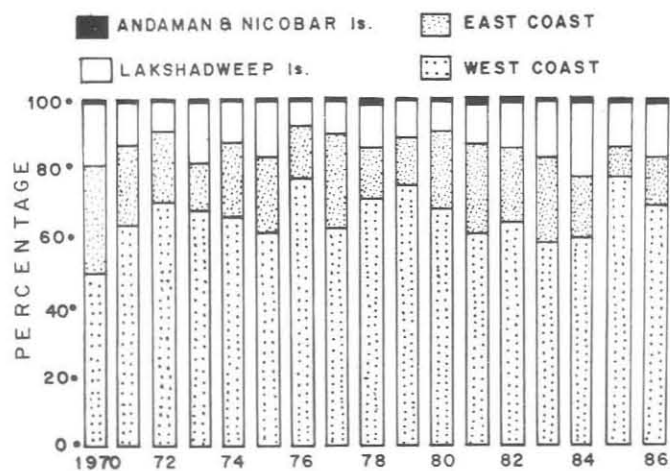 ANDAMAN & NICOBAR Is.
EAST COAST
LAKSHADWEEP Is.
WEST COAST
PERCENTAGE
100
80
60
40
20
0
1970 72 74 76 78 80 82 84 86